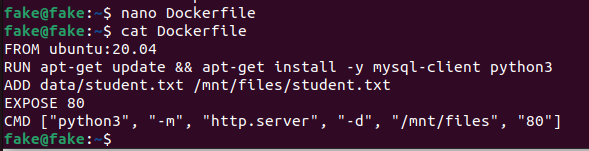 fake@fake:~$ nano Dockerfile
fake@fake:~$ cat Dockerfile
FROM ubuntu:20.04
RUN apt-get update && apt-get install -y mysql-client python3
ADD data/student.txt /mnt/files/student.txt
EXPOSE 80
CMD ["python3", "-m", "http.server", "-d", "/mnt/files", "80"]
fake@fake:~$